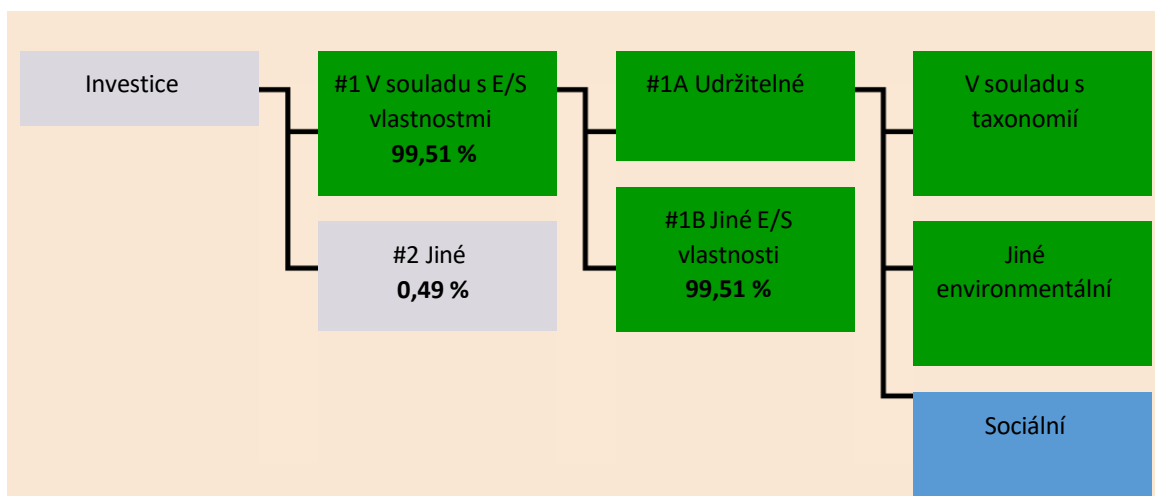 Investice
#1 V souladu s E/S
vlastnostmi
99,51 %
#2 Jiné
0,49 %
#1A Udržitelné
#1B Jiné E/S
vlastnosti
99,51 %
V souladu s
taxonomií
Jiné
environmentální
Sociální